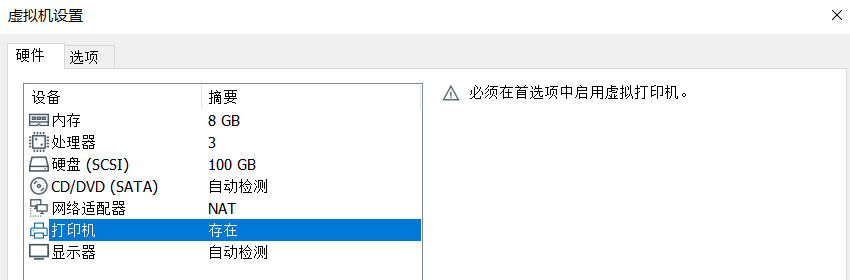 虚拟机设置
硬件 选项
设备 摘要
必须在首选项中启用虚拟打印机。
内存 8 GB
处理器 3
硬盘 (SCSI) 100 GB
CD/DVD (SATA) 自动检测
网络适配器 NAT
打印机 存在
显示器 自动检测